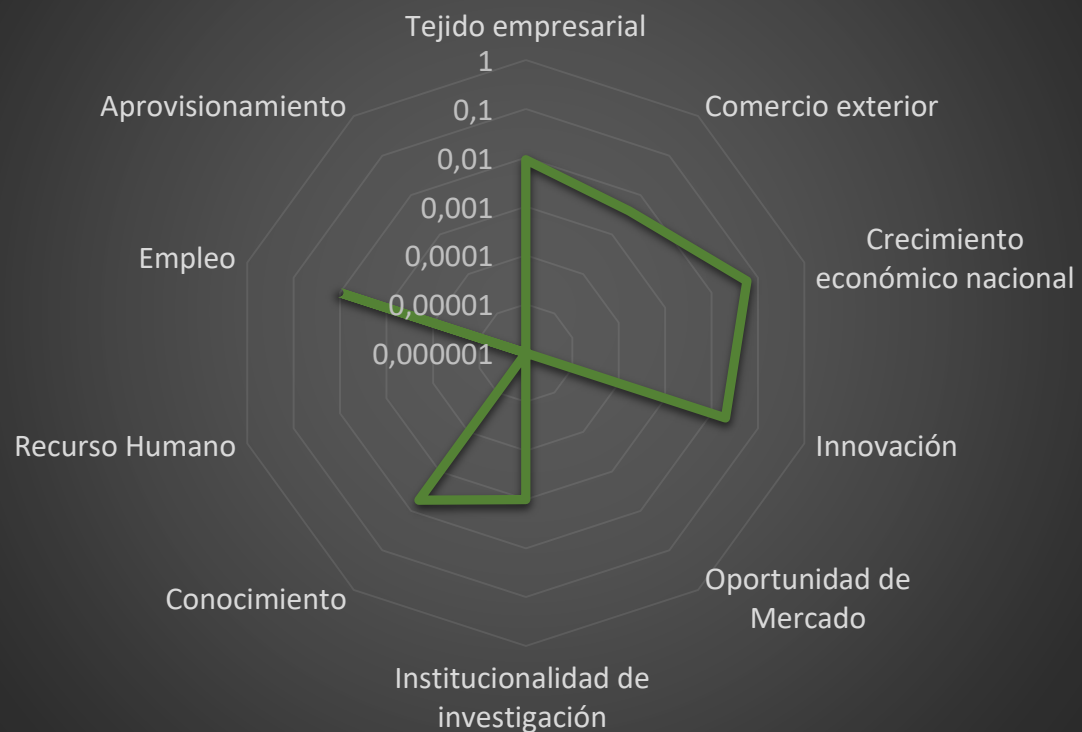 Tejido empresarial
1
0,1
0,01
0,001
0,0001
0,00001
0,000001
Comercio exterior
Crecimiento
económico nacional
Innovación
Oportunidad de
Mercado
Institucionalidad de
investigación
Conocimiento
Recurso Humano
Empleo
Aprovisionamiento